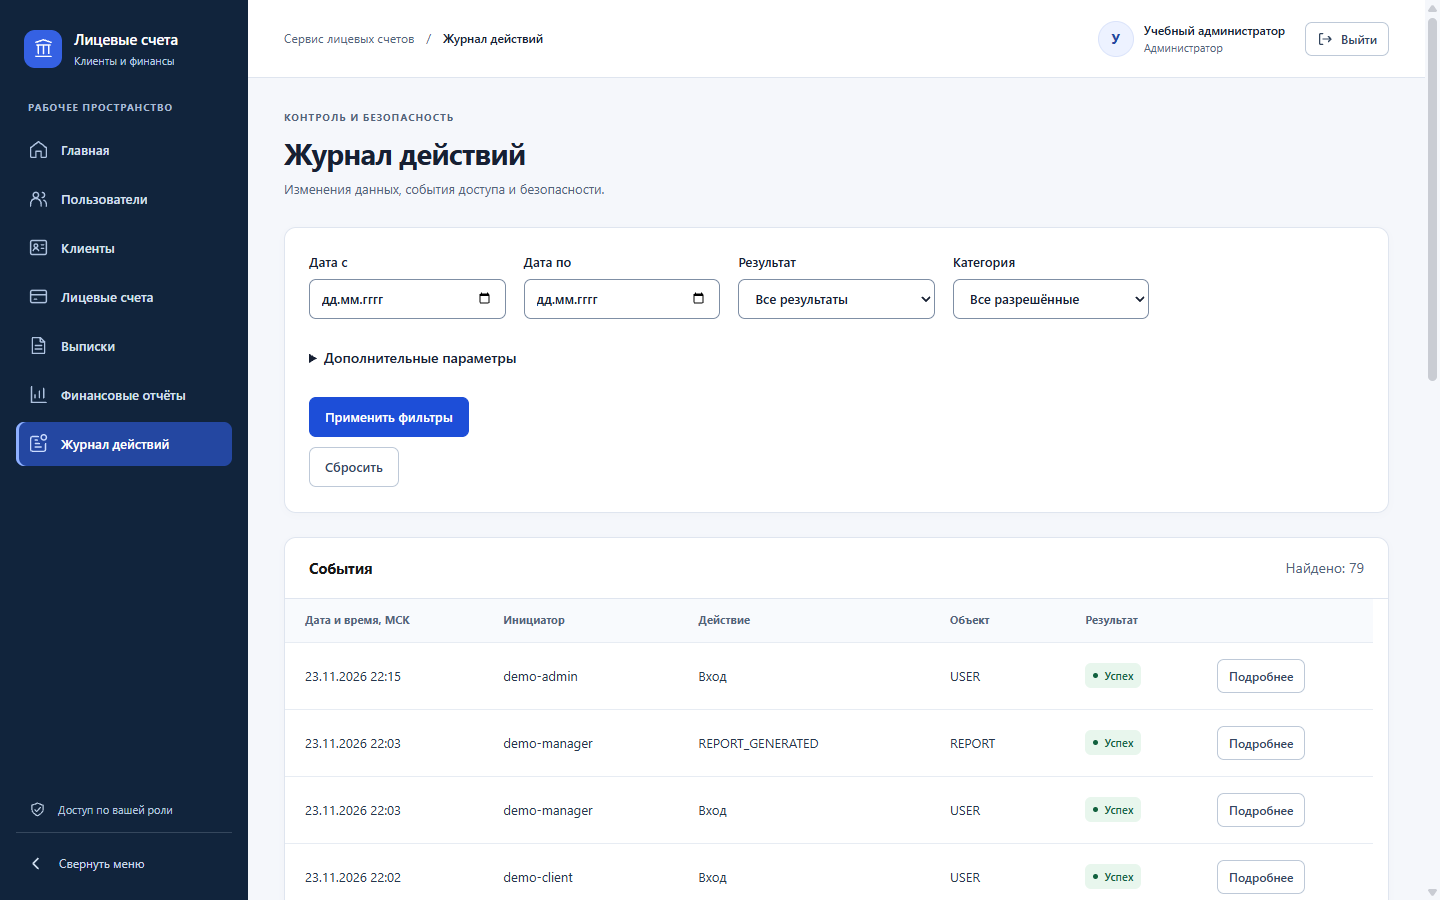 Лицевые счета
Клиенты и финансы
РАБОЧЕЕ ПРОСТРАНСТВО
Главная
Пользователи
Клиенты
Лицевые счета
Выписки
Финансовые отчёты
Журнал действий
Доступ по вашей роли
Свернуть меню
Сервис лицевых счетов / Журнал действий
У
Учебный администратор
Администратор
Выйти
КОНТРОЛЬ И БЕЗОПАСНОСТЬ
Журнал действий
Изменения данных, события доступа и безопасности.
Дата с Дата по Результат Категория
дд.мм.гггг дд.мм.гггг Все результаты Все разрешённые
Дополнительные параметры
Применить фильтры
Сбросить
События Найдено: 79
Дата и время, МСК Инициатор Действие Объект Результат
23.11.2026 22:15 demo-admin Вход USER Успех Подробнее
23.11.2026 22:03 demo-manager REPORT_GENERATED REPORT Успех Подробнее
23.11.2026 22:03 demo-manager Вход USER Успех Подробнее
23.11.2026 22:02 demo-client Вход USER Успех Подробнее